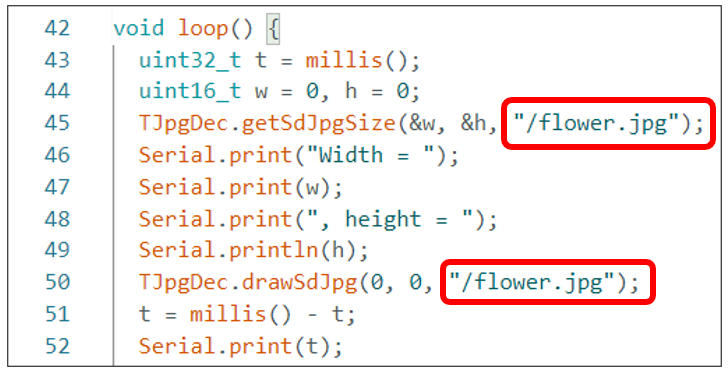 42 void loop() {
43 uint32_t t = millis();
44 uint16_t w = 0, h = 0;
45 TJpgDec.getSdJpgSize(&w, &h, "/flower.jpg");
46 Serial.print("Width = ");
47 Serial.print(w);
48 Serial.print(", height = ");
49 Serial.println(h);
50 TJpgDec.drawSdJpg(0, 0, "/flower.jpg");
51 t = millis() - t;
52 Serial.print(t);